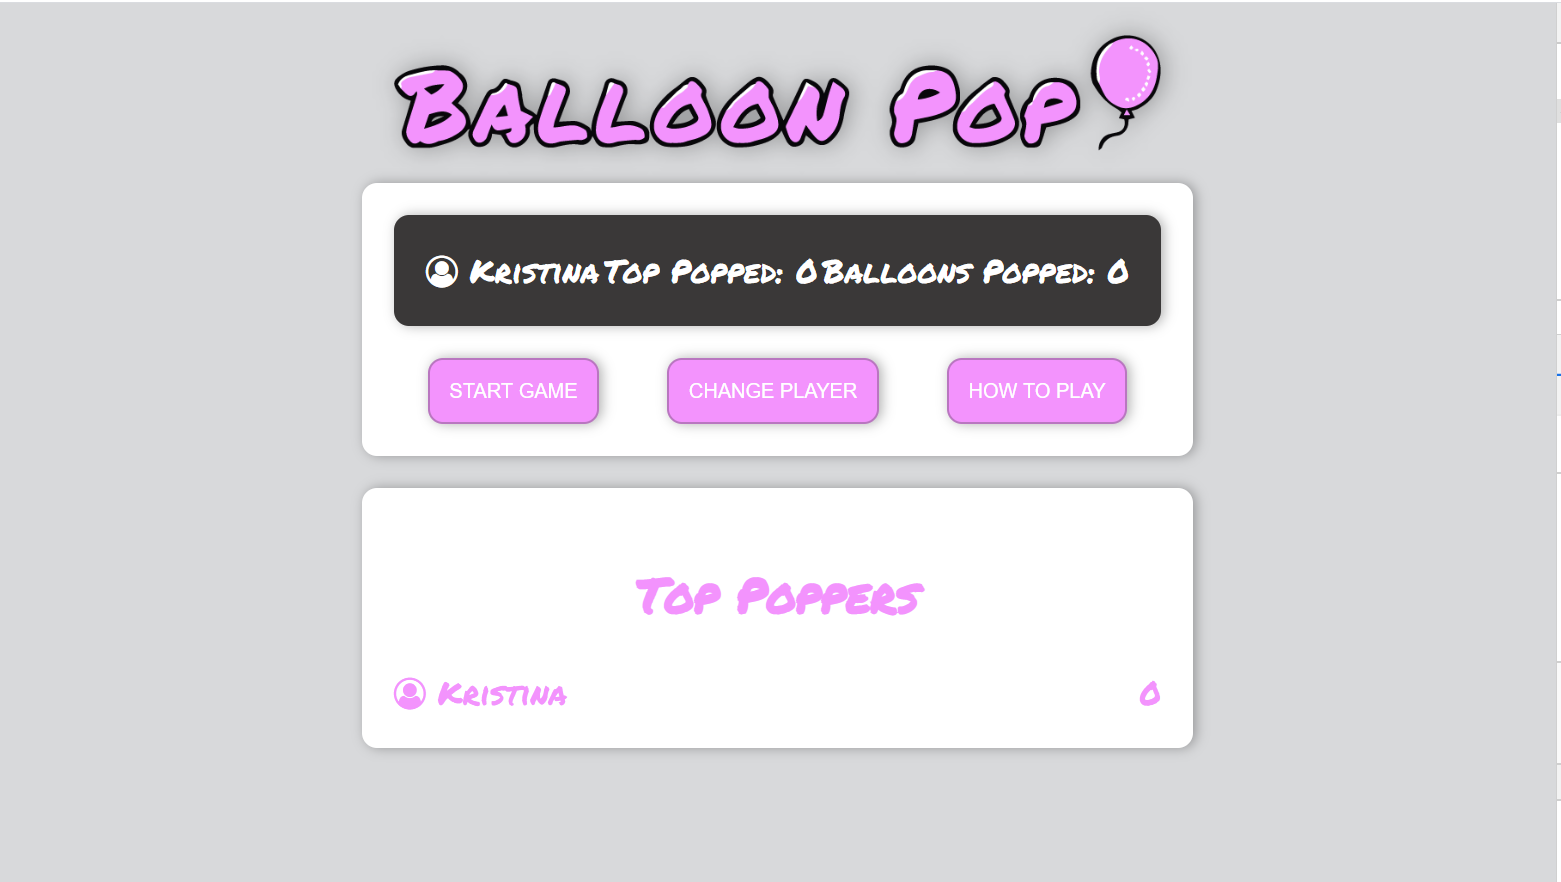 Balloon Pop
Kristina Top Popped: 0 Balloons Popped: 0
START GAME CHANGE PLAYER HOW TO PLAY
Top Poppers
Kristina 0